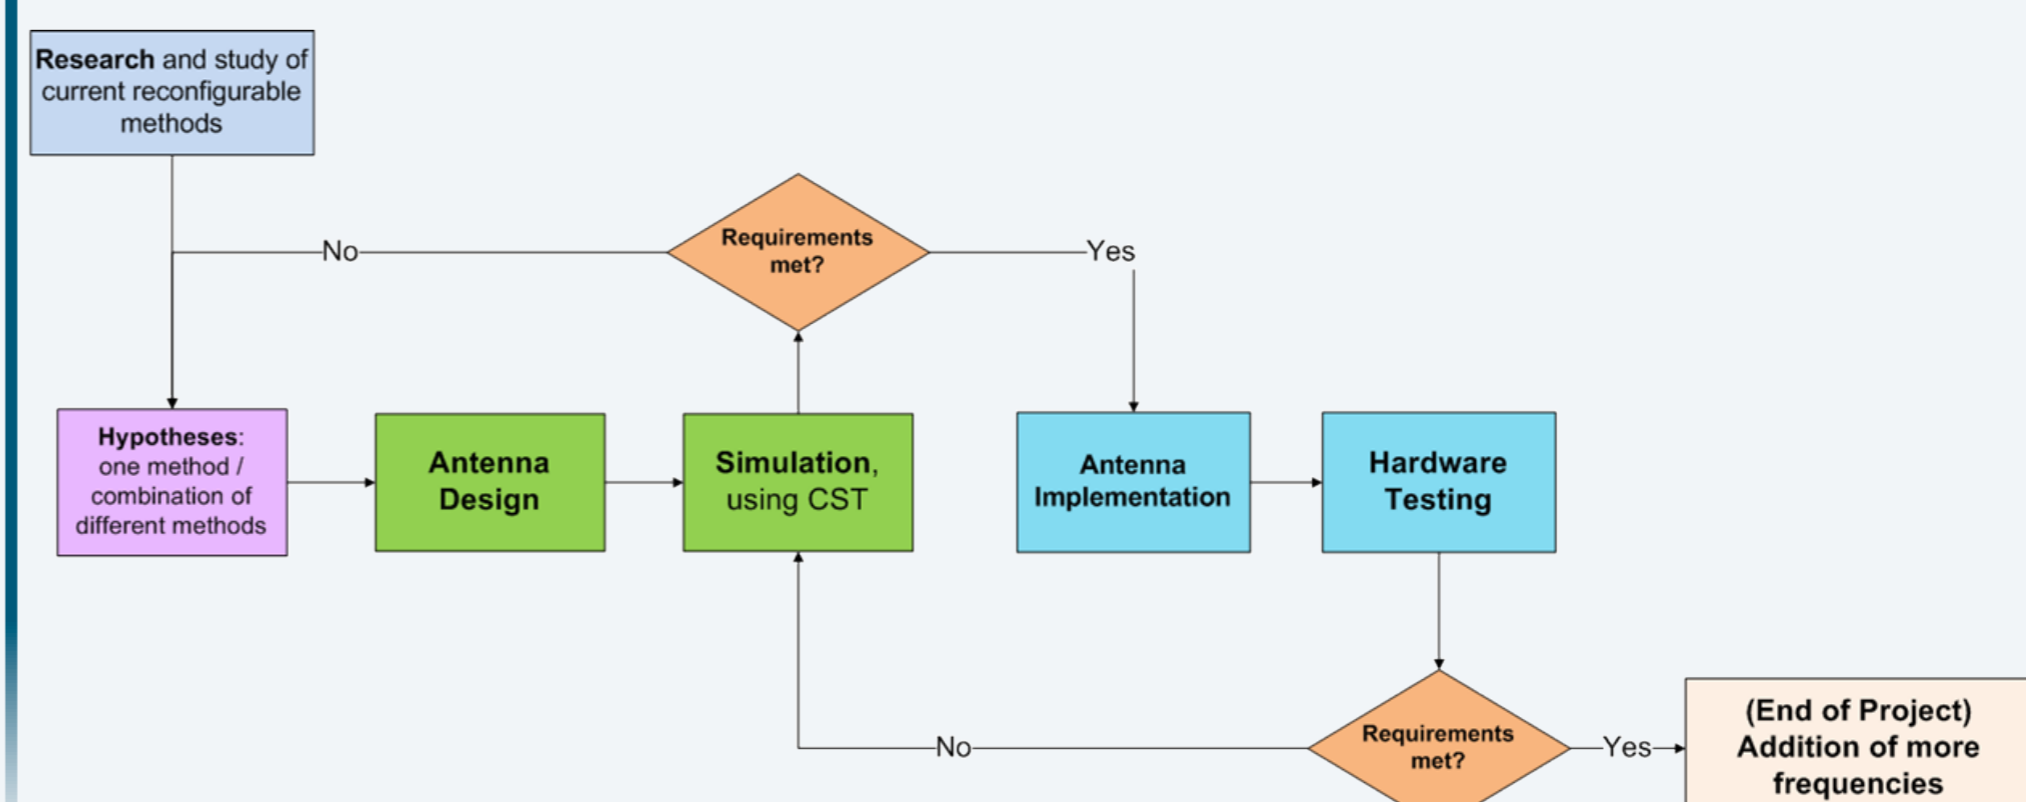 Research and study of
current reconfigurable
methods
Requirements
met?
No
Yes
Hypotheses:
one method /
combination of
different methods
Antenna
Design
Simulation,
using CST
Antenna
Implementation
Hardware
Testing
Requirements
met?
No
Yes
(End of Project)
Addition of more
frequencies